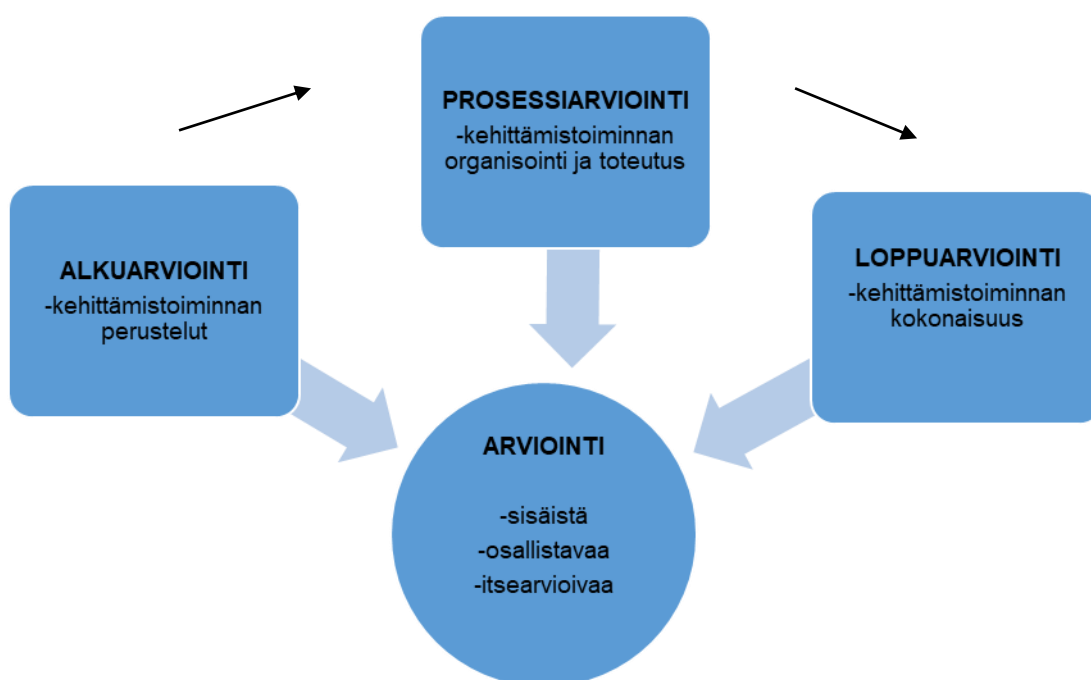 PROSESSIARVIOINTI
-kehittämistoiminnan
organisointi ja toteutus
ALKUARVIOINTI
-kehittämistoiminnan
perustelut
LOPPUARVIOINTI
-kehittämistoiminnan
kokonaisuus
ARVIOINTI
-sisäistä
-osallistavaa
-itsearvioivaa